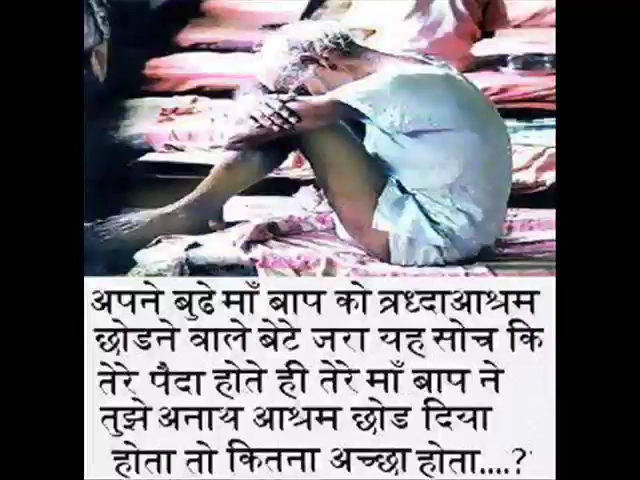 अपने बुढे माँ बाप को त्रध्दाआश्रम
छोडने वाले बेटे जरा यह सोच कि
तेरे पैदा होते ही तेरे माँ बाप ने
तुझे अनाथ आश्रम छोड दिया
होता तो कितना अच्छा होता....?